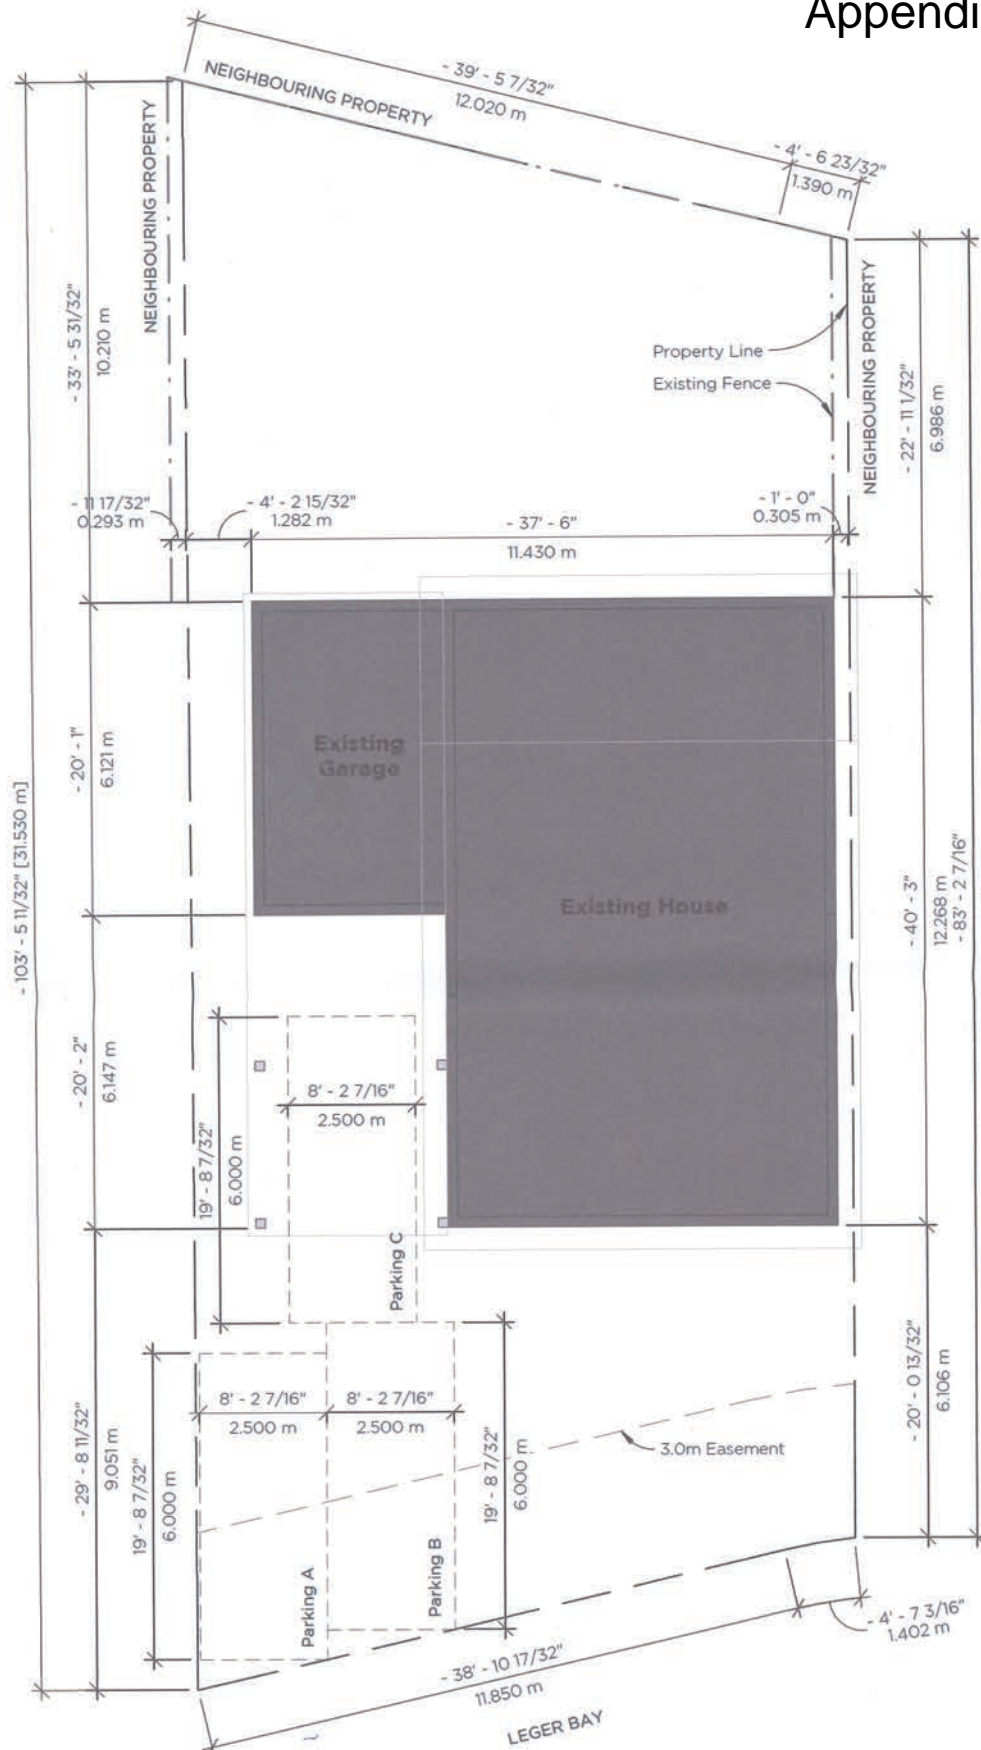 Appendi
- 39' - 5 7/32"
12.020 m
NEIGHBOURING PROPERTY
- 4' - 6 23/32"
1.390 m
NEIGHBOURING PROPERTY
- 33' - 5 31/32"
10.210 m
Property Line
Existing Fence
NEIGHBOURING PROPERTY
- 22' - 11 1/32"
6.986 m
- 11 17/32"
0.293 m
- 4' - 2 15/32"
1.282 m
- 37' - 6"
11.430 m
- 1' - 0"
0.305 m
Existing
Garage
- 20' - 1"
6.121 m
- 103' - 5 11/32" [31.530 m]
Existing House
- 40' - 3"
12.268 m
- 83' - 2 7/16"
- 20' - 2"
6.147 m
8' - 2 7/16"
2.500 m
19' - 8 7/32"
6.000 m
Parking C
- 29' - 8 11/32"
9.051 m
19' - 8 7/32"
6.000 m
8' - 2 7/16"
2.500 m
8' - 2 7/16"
2.500 m
19' - 8 7/32"
6.000 m
3.0m Easement
- 20' - 0 13/32"
6.106 m
Parking A
Parking B
- 4' - 7 3/16"
1.402 m
- 38' - 10 17/32"
11.850 m
LEGER BAY